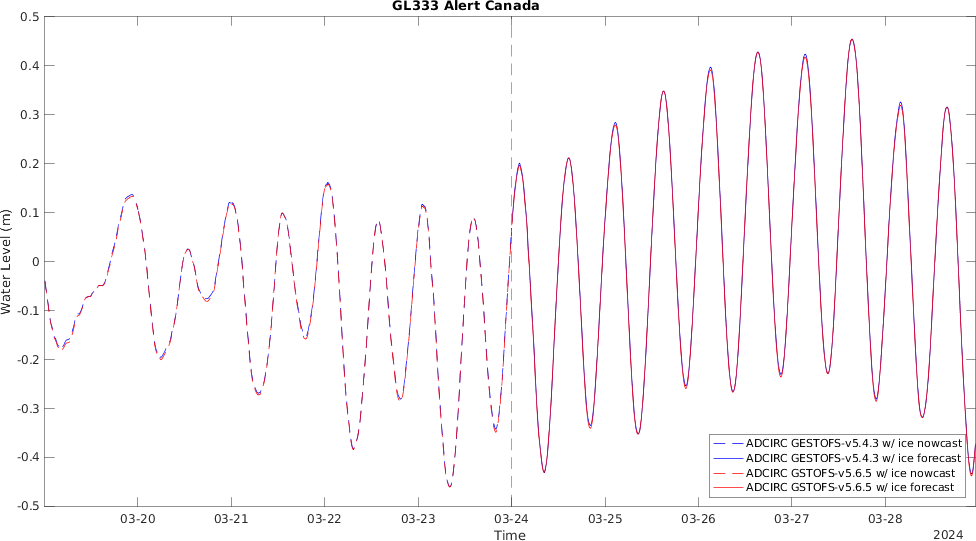 GL333 Alert Canada
0.5
0.4
0.3
0.2
0.1
0
-0.1
-0.2
-0.3
-0.4
-0.5
Water Level (m)
ADCIRC GESTOFS-v5.4.3 w/ ice nowcast
ADCIRC GESTOFS-v5.4.3 w/ ice forecast
ADCIRC GSTOFS-v5.6.5 w/ ice nowcast
ADCIRC GSTOFS-v5.6.5 w/ ice forecast
03-20 03-21 03-22 03-23 03-24 03-25 03-26 03-27 03-28
Time
2024